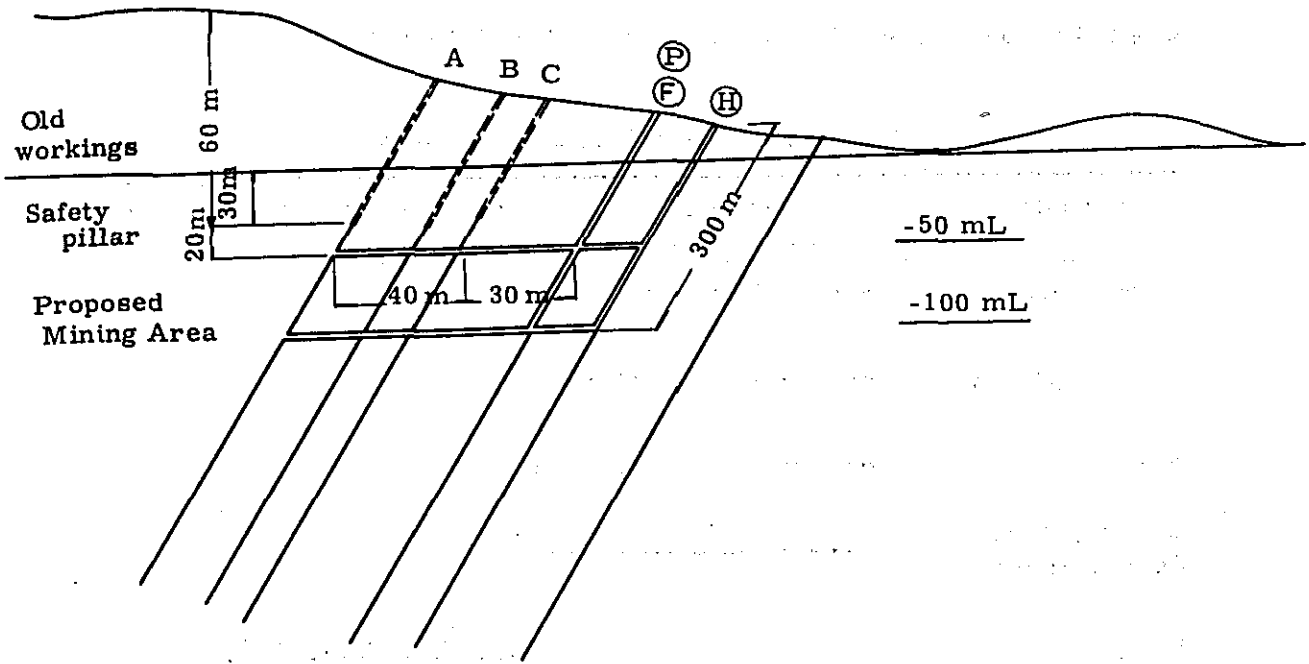 A
B
C
Ⓟ
Ⓕ
Ⓗ
60 m
Old
workings
30m
20m
Safety
pillar
300 m
-50 mL
40 m
30 m
Proposed
Mining Area
-100 mL